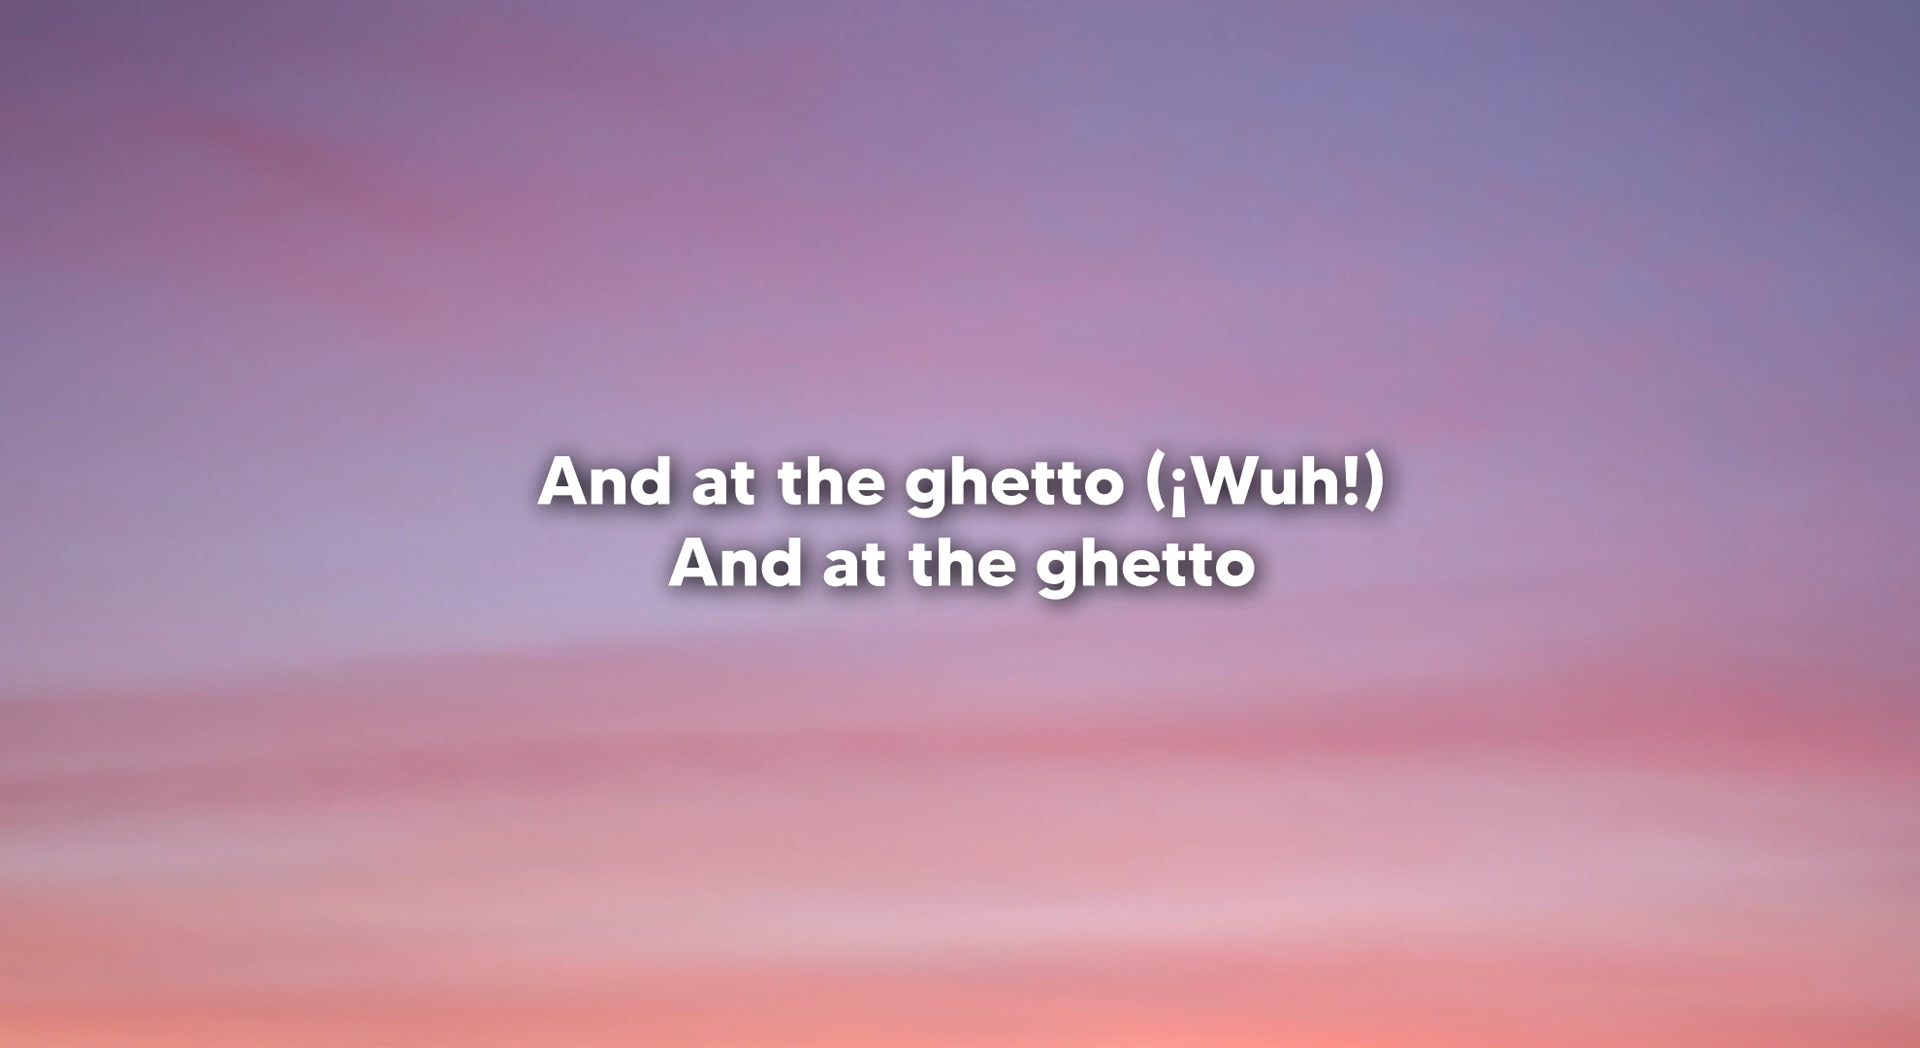 And at the ghetto (¡Wuh!)
And at the ghetto